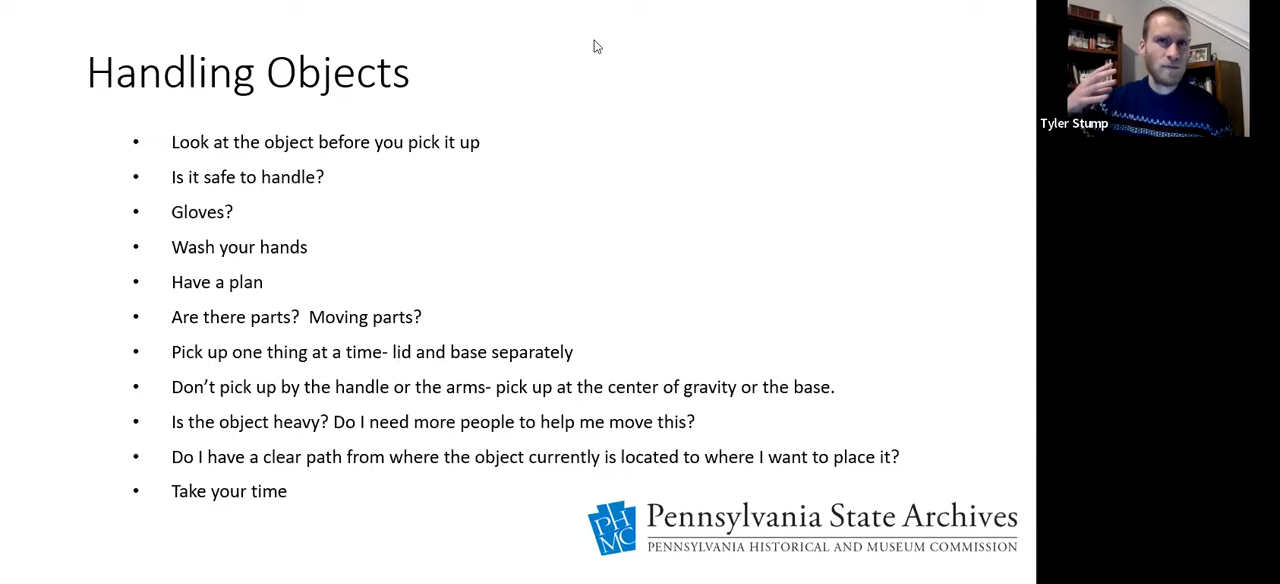 Handling Objects
• Look at the object before you pick it up
• Is it safe to handle?
• Gloves?
• Wash your hands
• Have a plan
• Are there parts?  Moving parts?
• Pick up one thing at a time- lid and base separately
• Don’t pick up by the handle or the arms- pick up at the center of gravity or the base.
• Is the object heavy? Do I need more people to help me move this?
• Do I have a clear path from where the object currently is located to where I want to place it?
• Take your time
PH
MC
Pennsylvania State Archives
PENNSYLVANIA HISTORICAL AND MUSEUM COMMISSION
Tyler Stump